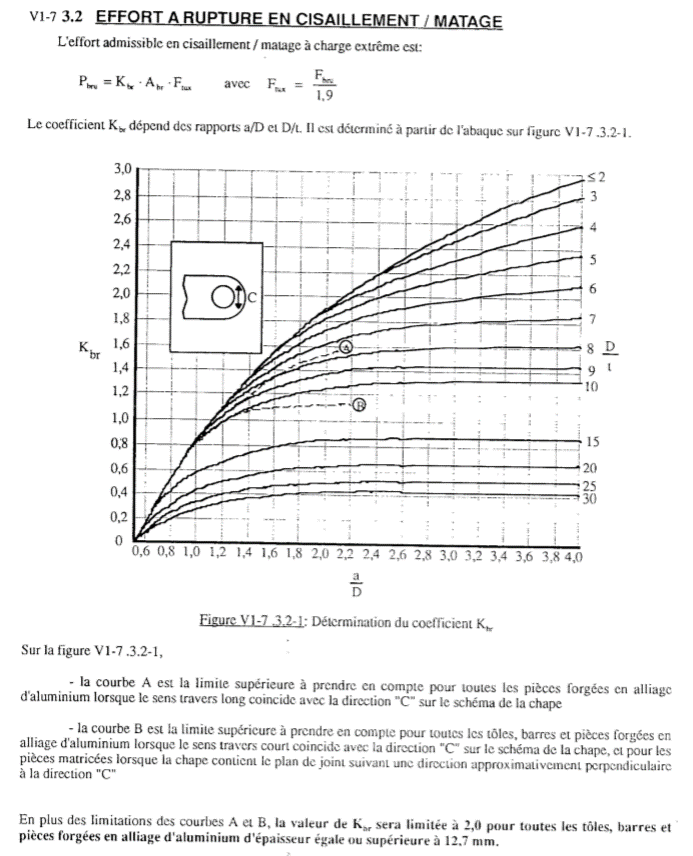 V1-7 3.2 EFFORT A RUPTURE EN CISAILLEMENT / MATAGE
L'effort admissible en cisaillement / matage à charge extrême est:
P_bru = K_br · A_br · F_tux avec F_tux = F_bru / 1,9
Le coefficient K_br dépend des rapports a/D et D/t. Il est déterminé à partir de l'abaque sur figure V1-7 .3.2-1.
3,0
2,8
2,6
2,4
2,2
2,0
1,8
1,6
1,4
1,2
1,0
0,8
0,6
0,4
0,2
0
K_br
C
A
B
≤ 2
3
4
5
6
7
8
9
10
15
20
25
30
D
t
0,6 0,8 1,0 1,2 1,4 1,6 1,8 2,0 2,2 2,4 2,6 2,8 3,0 3,2 3,4 3,6 3,8 4,0
a
D
Figure V1-7 .3.2-1: Détermination du coefficient K_br
Sur la figure V1-7 .3.2-1,
- la courbe A est la limite supérieure à prendre en compte pour toutes les pièces forgées en alliage
d'aluminium lorsque le sens travers long coincide avec la direction "C" sur le schéma de la chape
- la courbe B est la limite supérieure à prendre en compte pour toutes les tôles, barres et pièces forgées en
alliage d'aluminium lorsque le sens travers court coincide avec la direction "C" sur le schéma de la chape, et pour les
pièces matricées lorsque la chape contient le plan de joint suivant une direction approximativement perpendiculaire
à la direction "C"
En plus des limitations des courbes A et B, la valeur de K_br sera limitée à 2,0 pour toutes les tôles, barres et
pièces forgées en alliage d'aluminium d'épaisseur égale ou supérieure à 12,7 mm.